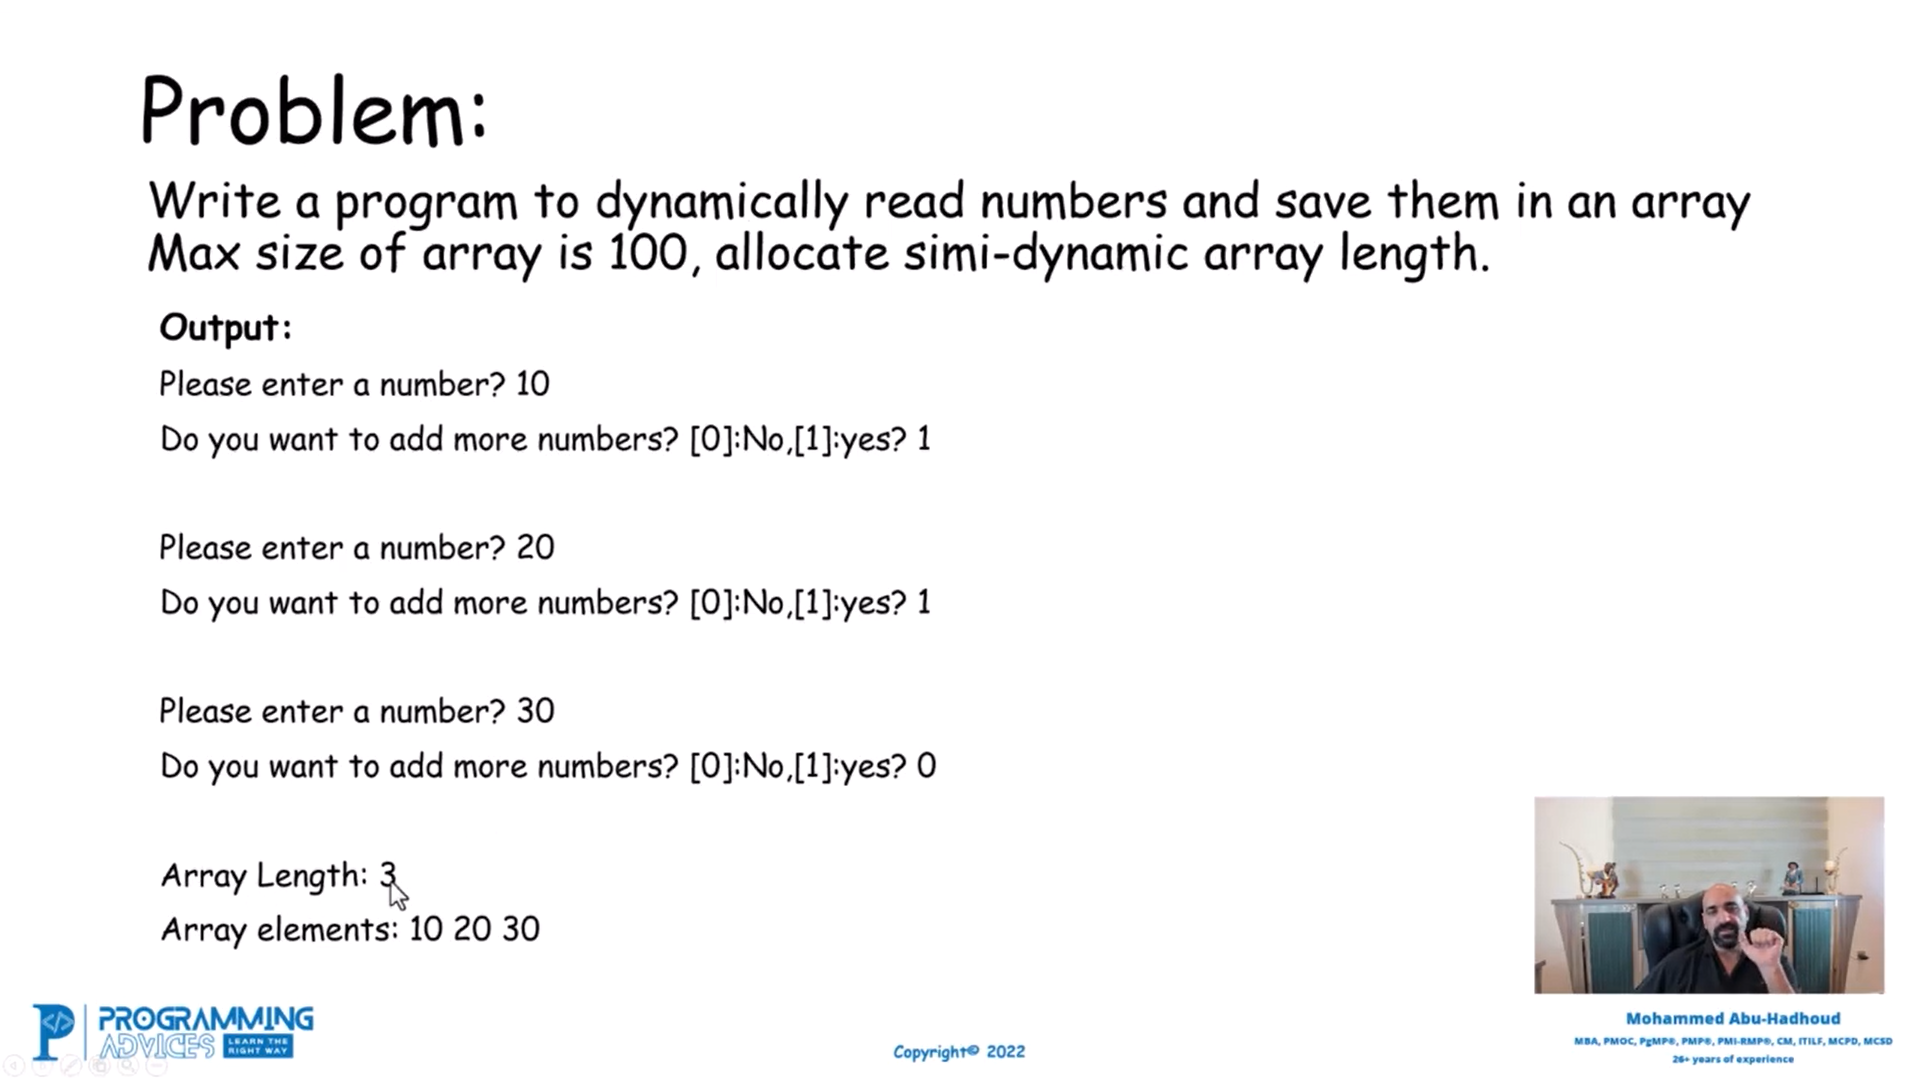 Problem:
Write a program to dynamically read numbers and save them in an array
Max size of array is 100, allocate simi-dynamic array length.
Output:
Please enter a number? 10
Do you want to add more numbers? [0]:No,[1]:yes? 1
Please enter a number? 20
Do you want to add more numbers? [0]:No,[1]:yes? 1
Please enter a number? 30
Do you want to add more numbers? [0]:No,[1]:yes? 0
Array Length: 3
Array elements: 10 20 30
PROGRAMMING
ADVICES
LEARN THE
RIGHT WAY
Copyright© 2022
Mohammed Abu-Hadhoud
MBA, PMOC, PgMP®, PMP®, PMI-RMP®, CM, ITILF, MCPD, MCSD
26+ years of experience